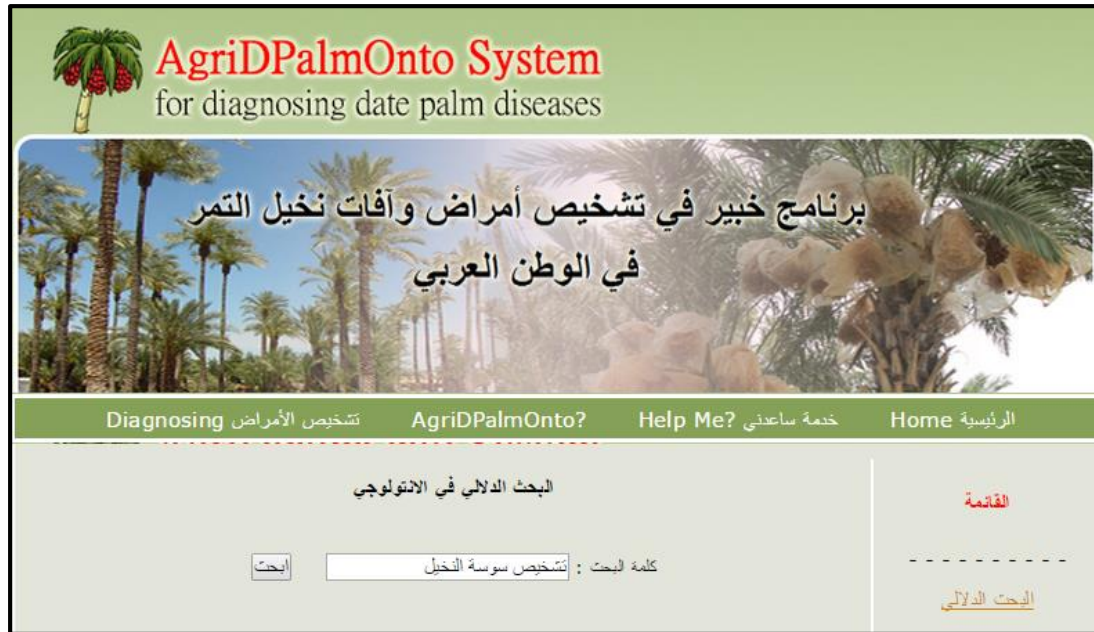 AgriDPalmOnto System
for diagnosing date palm diseases
برنامج خبير في تشخيص أمراض وآفات نخيل التمر
في الوطن العربي
الرئيسية Home خدمة ساعدني Help Me? AgriDPalmOnto? تشخيص الأمراض Diagnosing
البحث الدلالي في الانتولوجي
القائمة
كلمة البحث : تشخيص سوسة النخيل ابحث
- - - - - - - - - -
البحث الدلالي